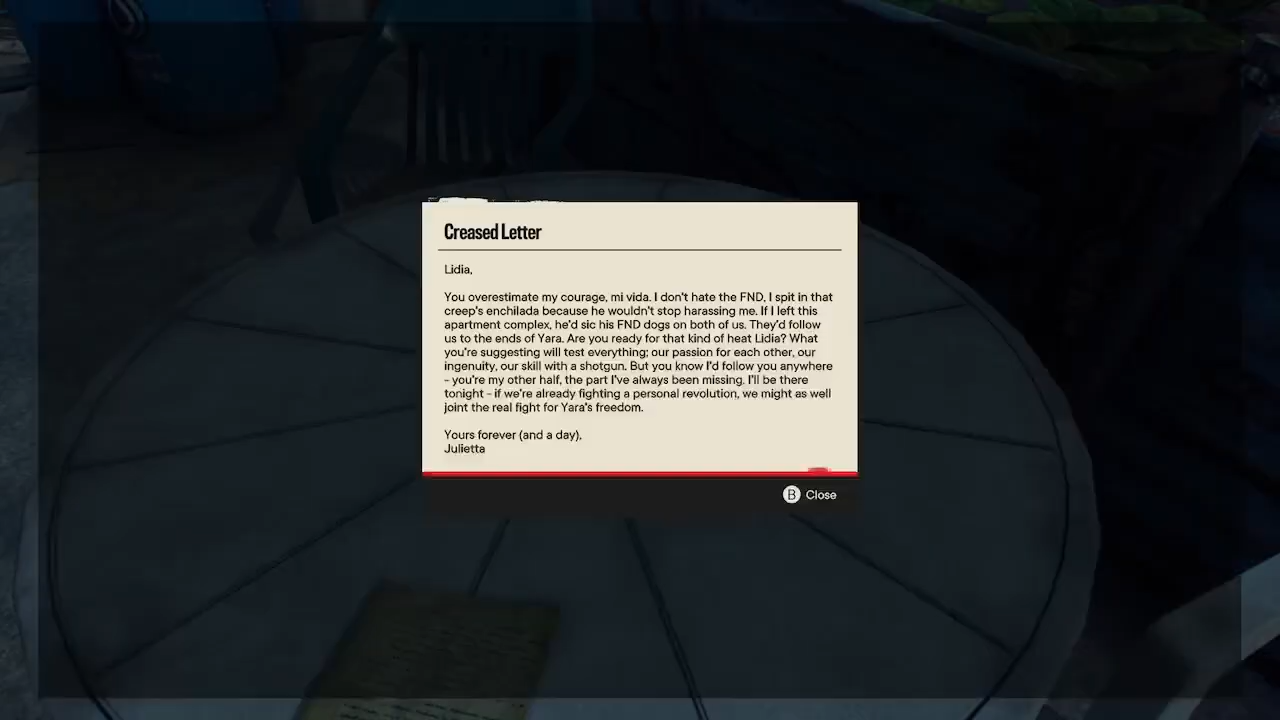 Creased Letter
Lidia,
You overestimate my courage, mi vida. I don't hate the FND, I spit in that
creep's enchilada because he wouldn't stop harassing me. If I left this
apartment complex, he'd sic his FND dogs on both of us. They'd follow
us to the ends of Yara. Are you ready for that kind of heat Lidia? What
you're suggesting will test everything; our passion for each other, our
ingenuity, our skill with a shotgun. But you know I'd follow you anywhere
- you're my other half, the part I've always been missing. I'll be there
tonight - if we're already fighting a personal revolution, we might as well
joint the real fight for Yara's freedom.
Yours forever (and a day),
Julietta
B Close